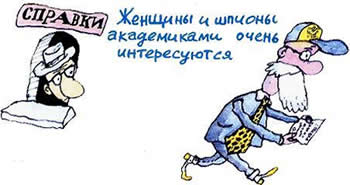 СПРАВКИ
Женщины и шпионы
академиками очень
интересуются